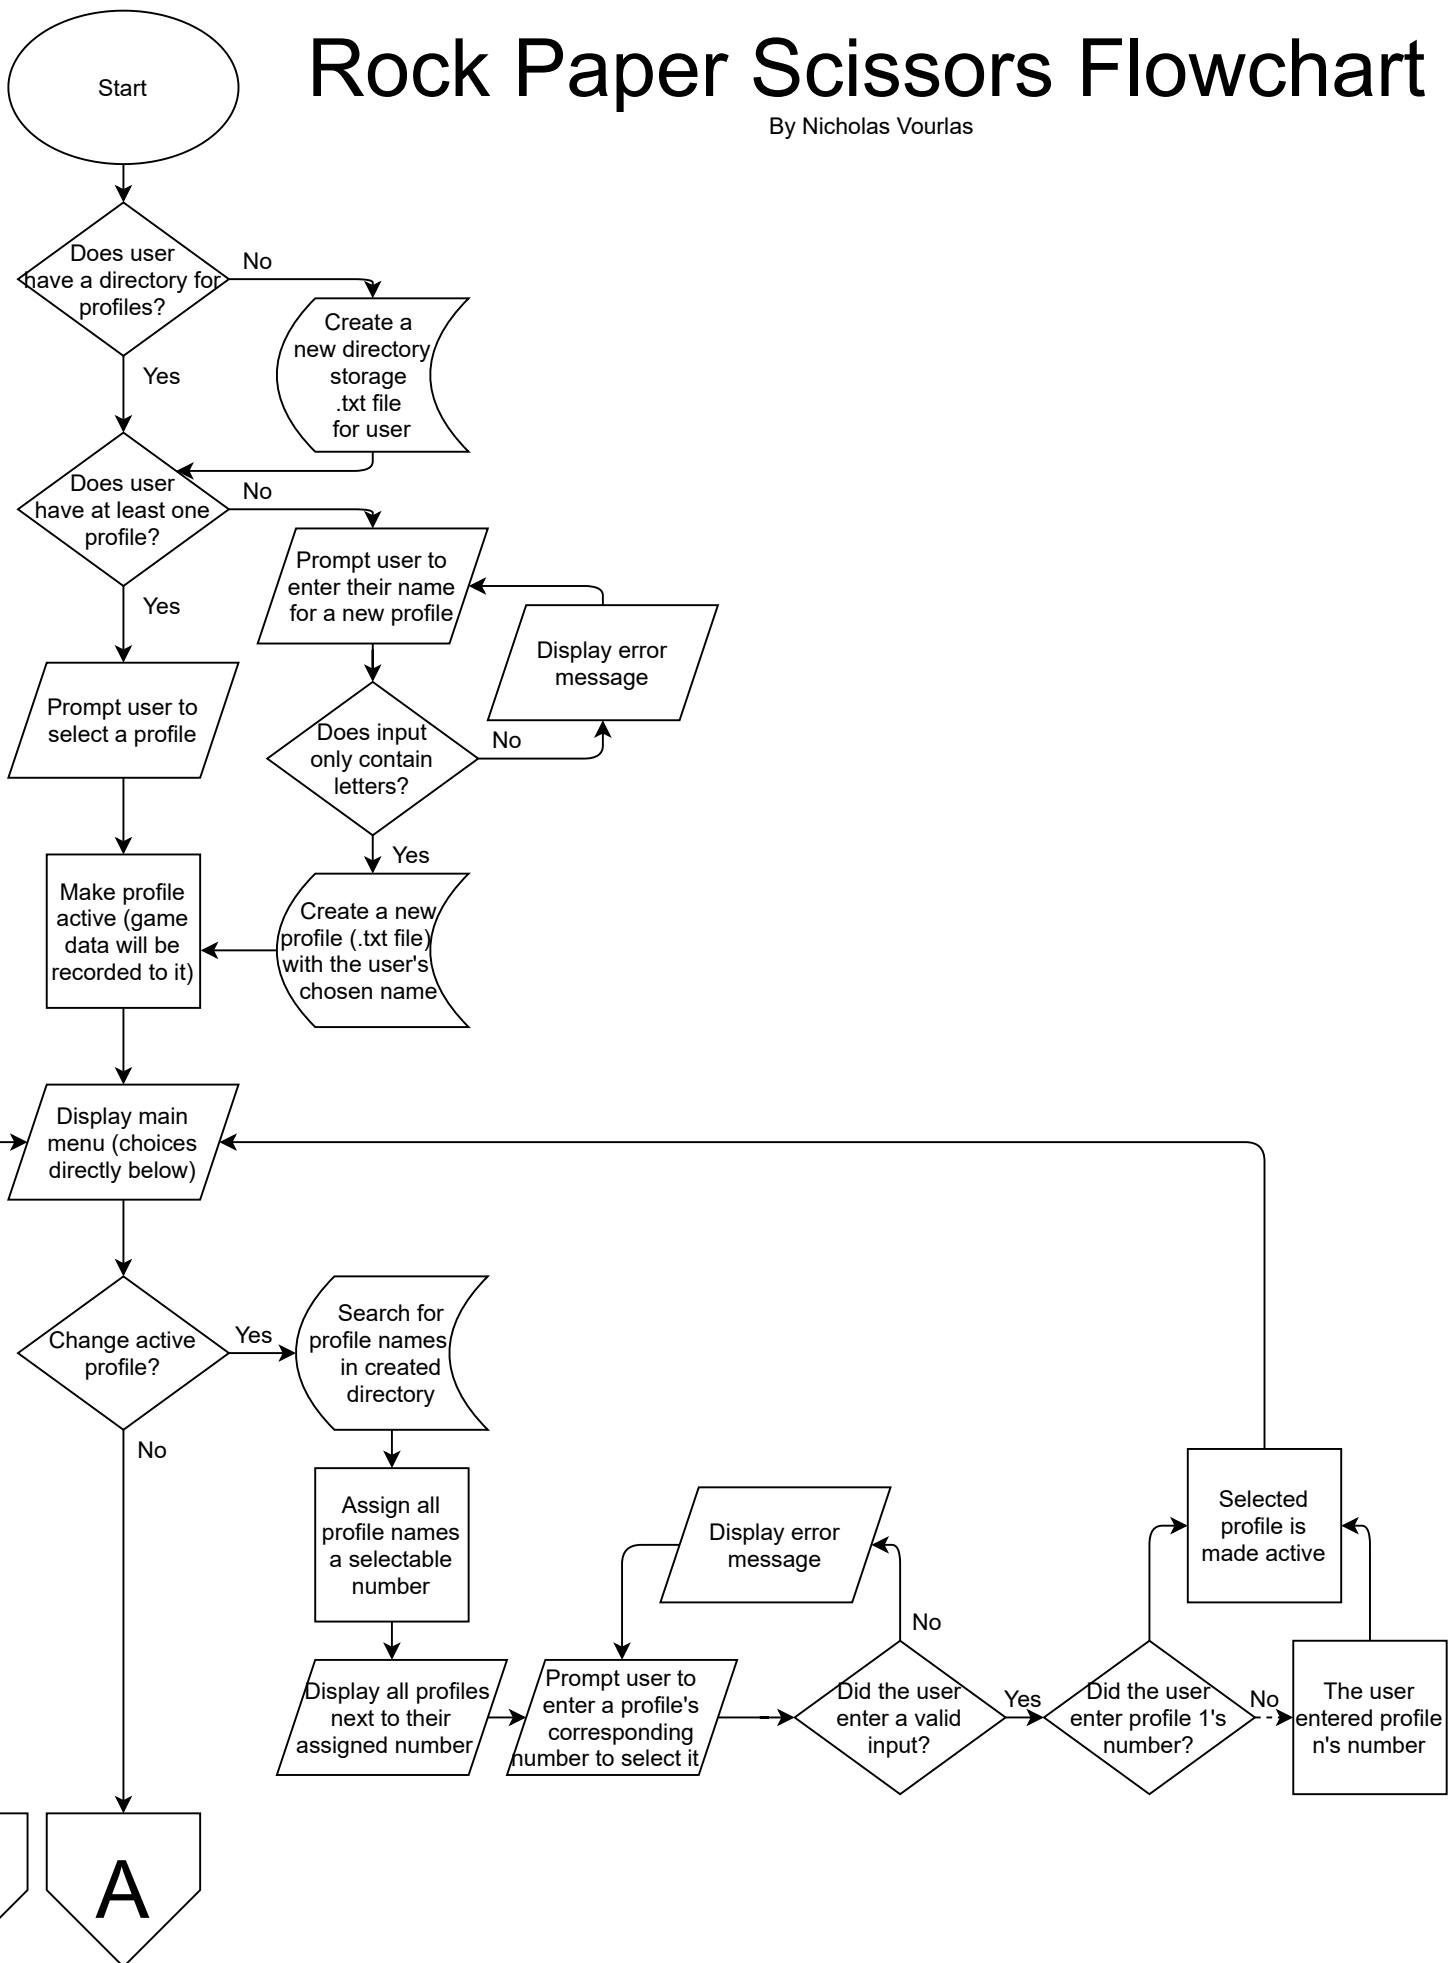 Rock Paper Scissors Flowchart
By Nicholas Vourlas
Start
Does user
have a directory for
profiles?
No
Create a
new directory
storage
.txt file
for user
Yes
Does user
have at least one
profile?
No
Prompt user to
enter their name
for a new profile
Display error
message
Yes
Prompt user to
select a profile
Does input
only contain
letters?
No
Yes
Make profile
active (game
data will be
recorded to it)
Create a new
profile (.txt file)
with the user's
chosen name
Display main
menu (choices
directly below)
Change active
profile?
Yes
Search for
profile names
in created
directory
No
Assign all
profile names
a selectable
number
Display error
message
Selected
profile is
made active
No
Display all profiles
next to their
assigned number
Prompt user to
enter a profile's
corresponding
number to select it
Did the user
enter a valid
input?
Yes
Did the user
enter profile 1's
number?
No
The user
entered profile
n's number
A